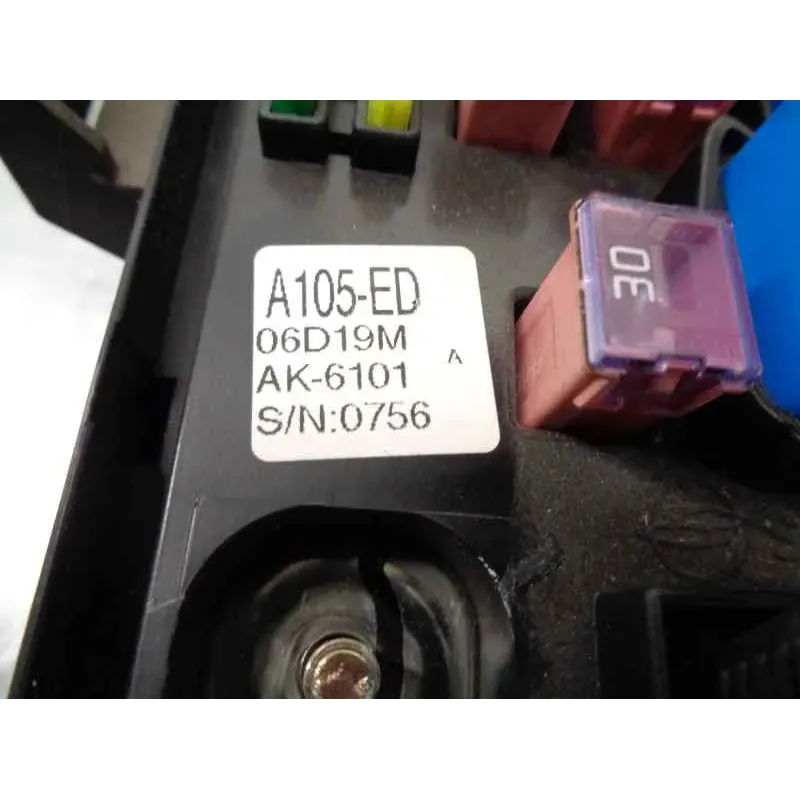 A105-ED
06D19M
A
AK-6101
S/N:0756
30